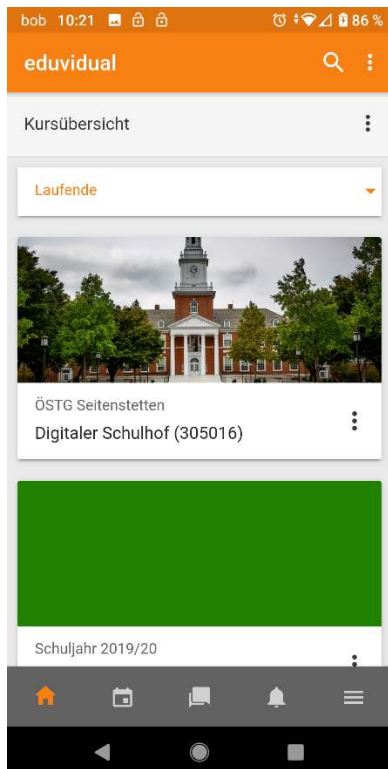 bob 10:21 86 %
eduvidual
Kursübersicht
Laufende
ÖSTG Seitenstetten
Digitaler Schulhof (305016)
Schuljahr 2019/20